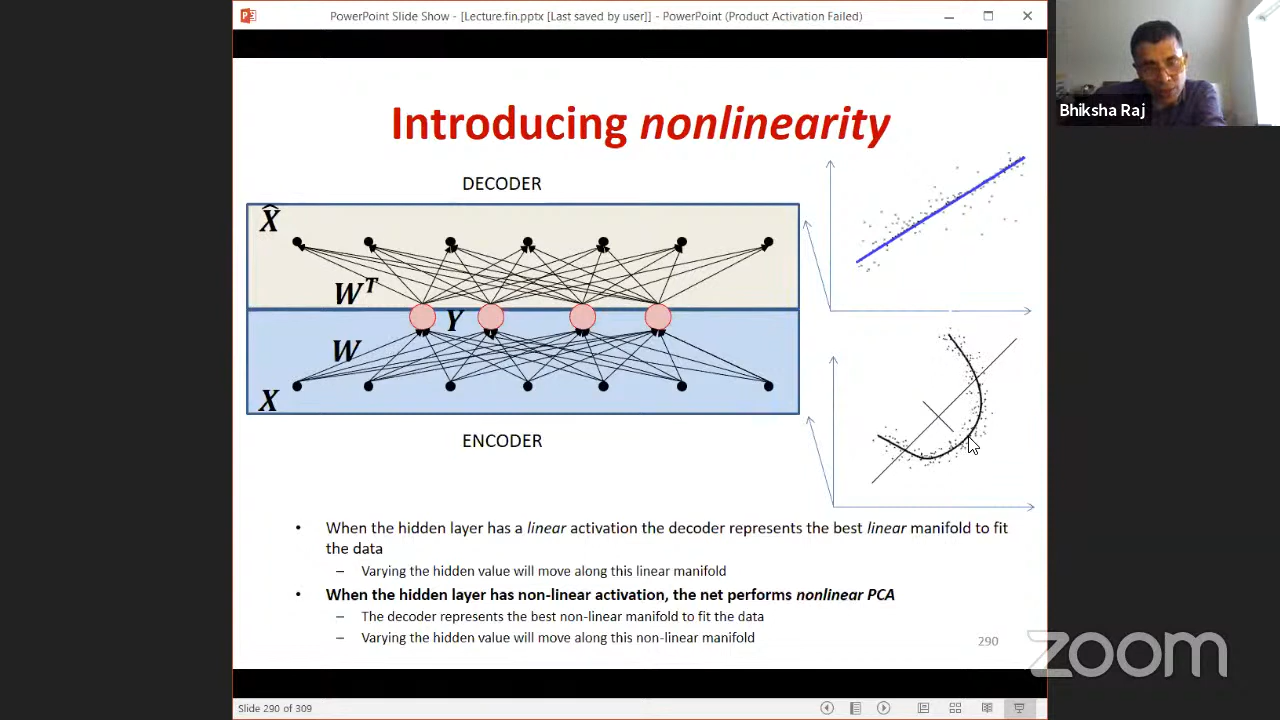 PowerPoint Slide Show - [Lecture.fin.pptx [Last saved by user]] - PowerPoint (Product Activation Failed)
Bhiksha Raj
Introducing nonlinearity
DECODER
X̂
Wᵀ
Y
W
X
ENCODER
• When the hidden layer has a linear activation the decoder represents the best linear manifold to fit
the data
– Varying the hidden value will move along this linear manifold
• When the hidden layer has non-linear activation, the net performs nonlinear PCA
– The decoder represents the best non-linear manifold to fit the data
– Varying the hidden value will move along this non-linear manifold
290
zoom
Slide 290 of 309